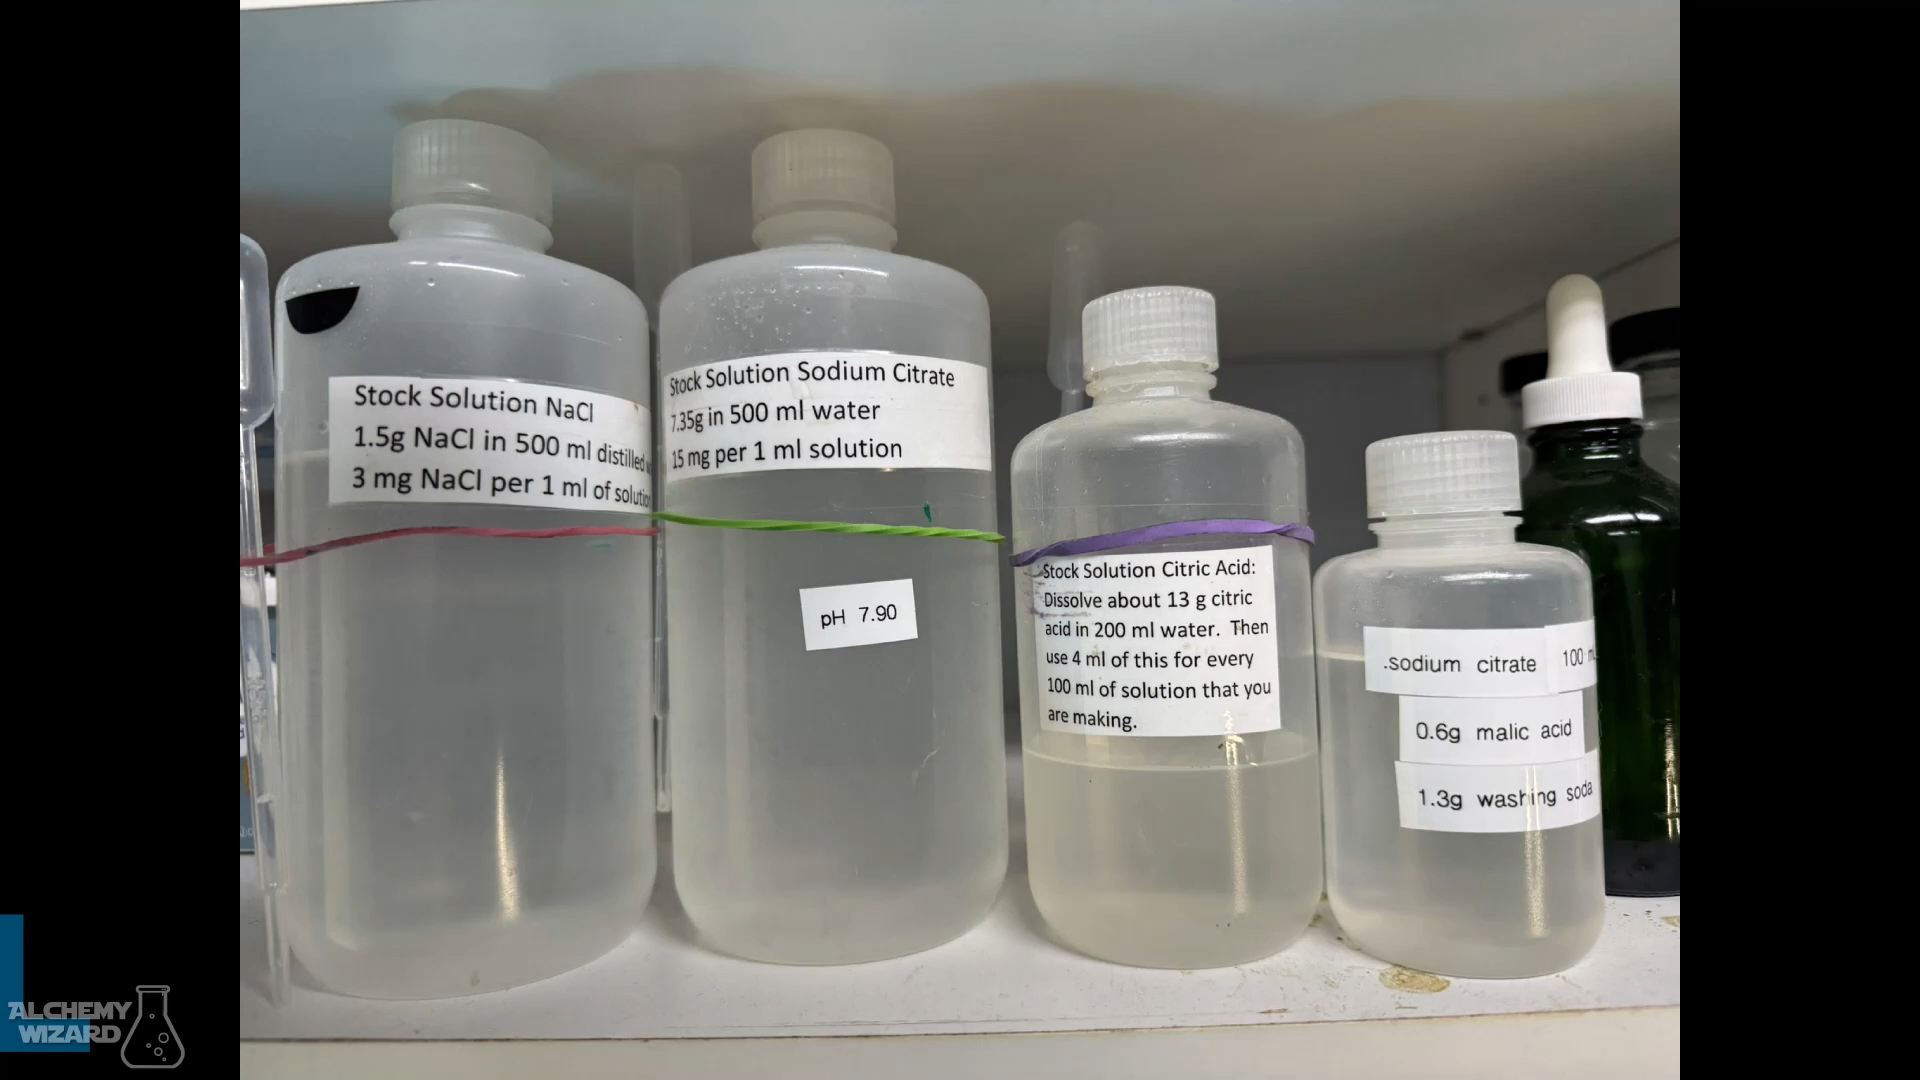 Stock Solution NaCl
1.5g NaCl in 500 ml distilled
3 mg NaCl per 1 ml of
Stock Solution Sodium Citrate
7.35g in 500 ml water
15 mg per 1 ml solution
pH 7.90
Stock Solution Citric Acid:
Dissolve about 13 g citric
acid in 200 ml water. Then
use 4 ml of this for every
100 ml of solution that you
are making.
.sodium citrate 100
0.6g malic acid
1.3g washing soda
ALCHEMY
WIZARD